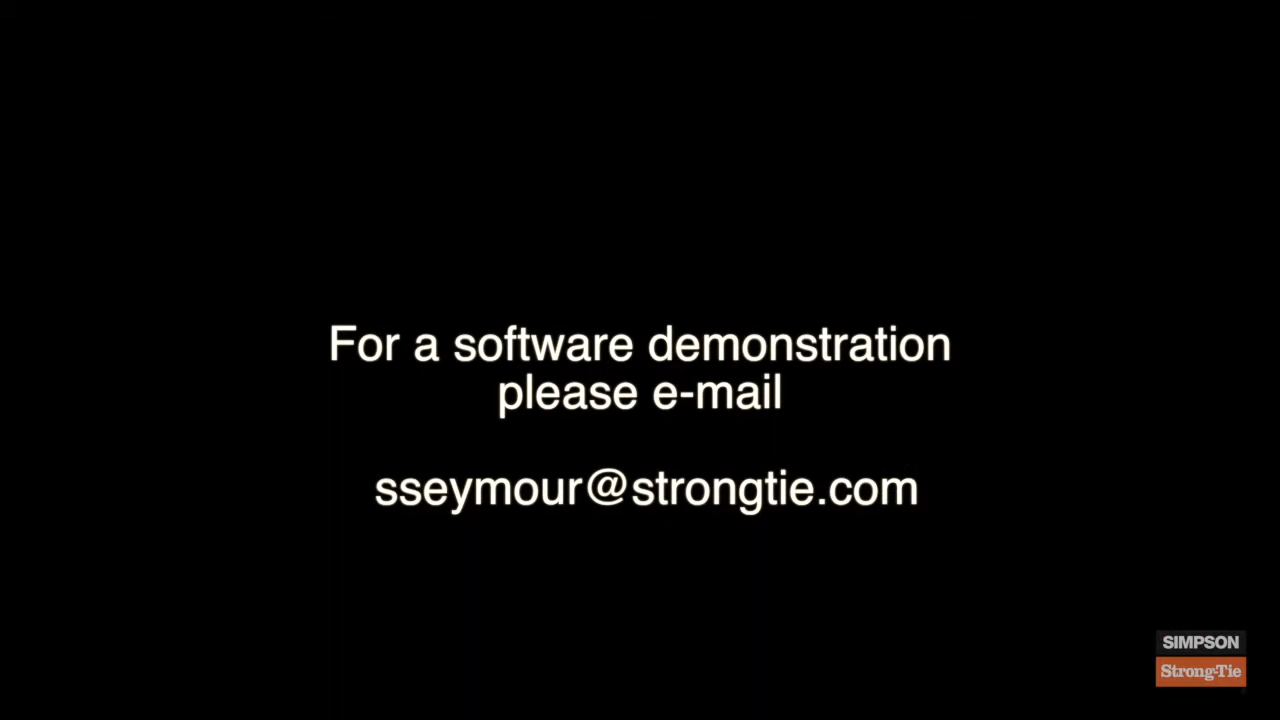 For a software demonstration
please e-mail
sseymour@strongtie.com
SIMPSON
Strong-Tie